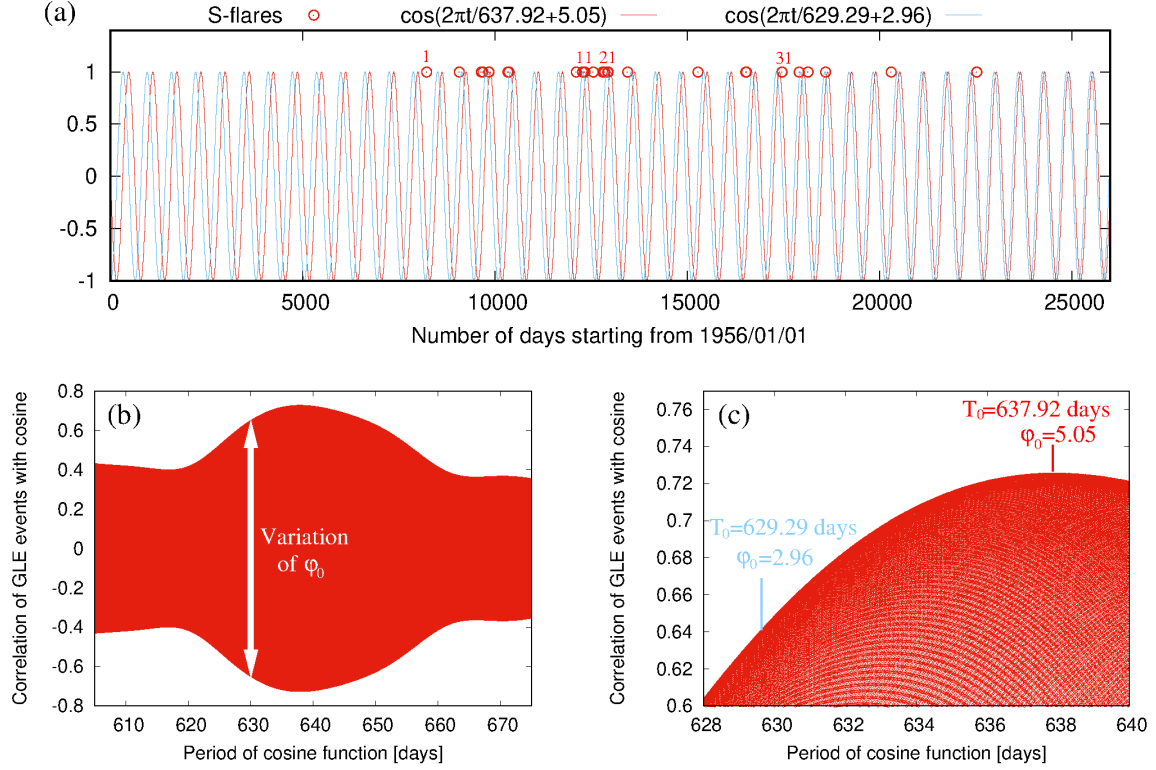 (a)
S-flares
cos(2πt/637.92+5.05)
cos(2πt/629.29+2.96)
1
11
21
31
1
0.5
0
-0.5
-1
0
5000
10000
15000
20000
25000
Number of days starting from 1956/01/01
(b)
Correlation of GLE events with cosine
0.8
0.6
0.4
0.2
0
-0.2
-0.4
-0.6
-0.8
Variation
of φ₀
610
620
630
640
650
660
670
Period of cosine function [days]
(c)
Correlation of GLE events with cosine
0.76
0.74
0.72
0.7
0.68
0.66
0.64
0.62
0.6
T₀=637.92 days
φ₀=5.05
T₀=629.29 days
φ₀=2.96
628
630
632
634
636
638
640
Period of cosine function [days]